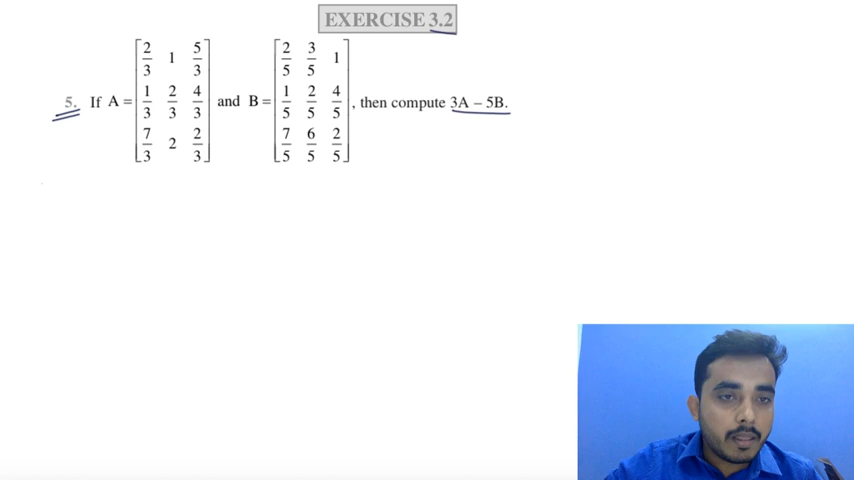 EXERCISE 3.2
5. If A = [2/3 1 5/3; 1/3 2/3 4/3; 7/3 2 2/3] and B = [2/5 3/5 1; 1/5 2/5 4/5; 7/5 6/5 2/5], then compute 3A – 5B.